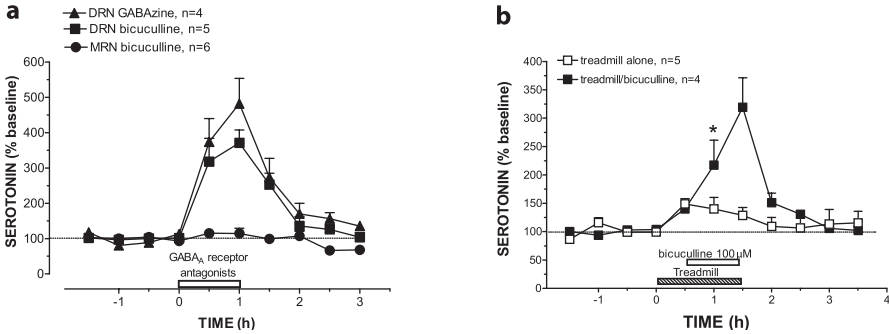 a
DRN GABAzine, n=4
DRN bicuculline, n=5
MRN bicuculline, n=6
SEROTONIN (% baseline)
600
500
400
300
200
100
0
GABAA receptor
antagonists
-1 0 1 2 3
TIME (h)
b
treadmill alone, n=5
treadmill/bicuculline, n=4
SEROTONIN (% baseline)
400
350
300
250
200
150
100
50
0
*
bicuculline 100 µM
Treadmill
-1 0 1 2 3 4
TIME (h)